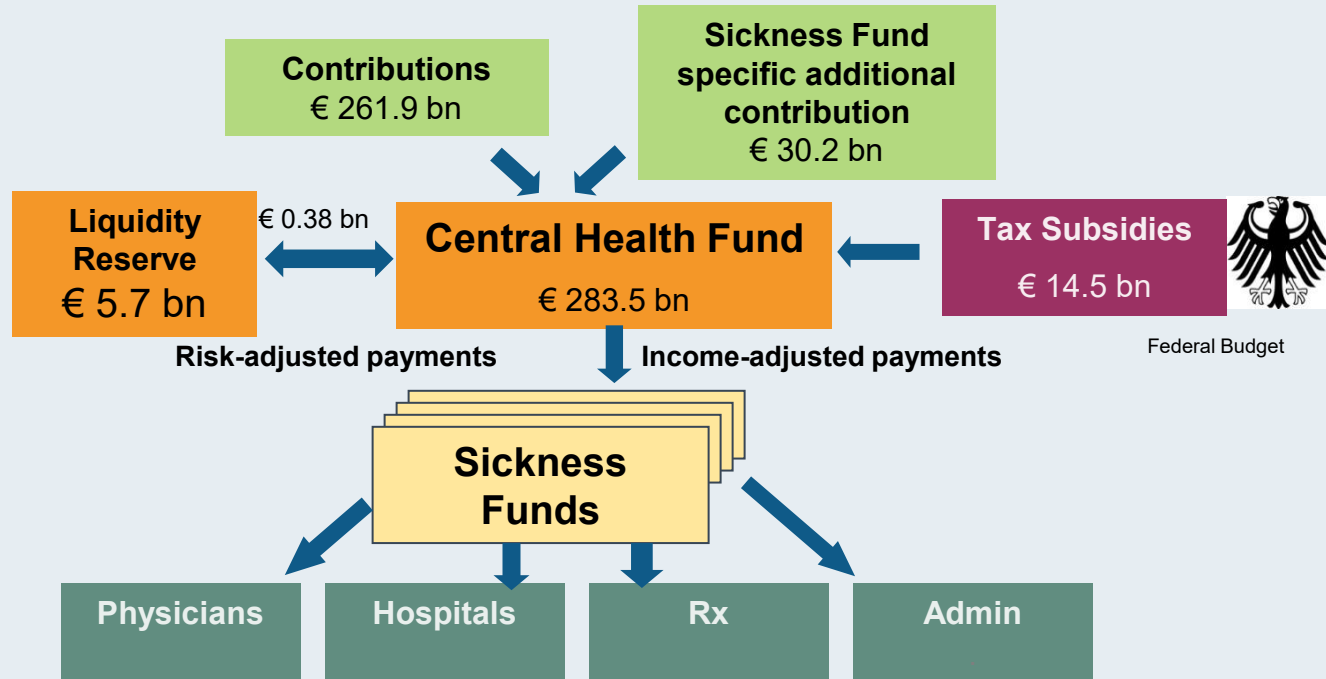 Contributions
€ 261.9 bn
Sickness Fund
specific additional
contribution
€ 30.2 bn
Liquidity
Reserve
€ 5.7 bn
€ 0.38 bn
Central Health Fund
€ 283.5 bn
Tax Subsidies
€ 14.5 bn
Federal Budget
Risk-adjusted payments
Income-adjusted payments
Sickness
Funds
Physicians
Hospitals
Rx
Admin